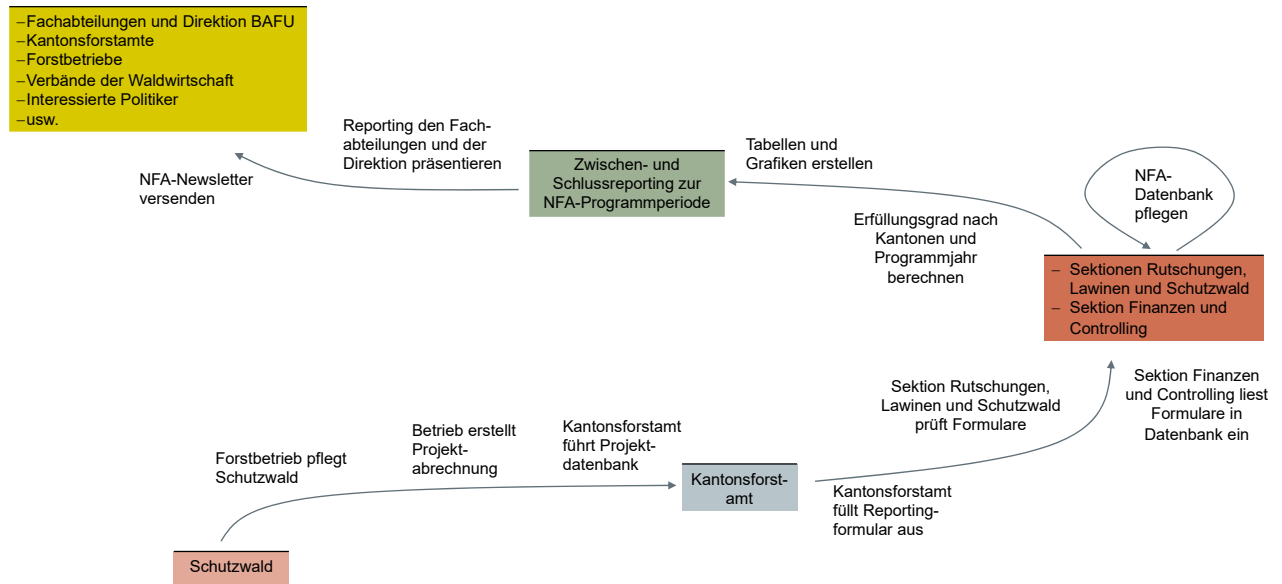 –Fachabteilungen und Direktion BAFU
–Kantonsforstamte
–Forstbetriebe
–Verbände der Waldwirtschaft
–Interessierte Politiker
–usw.
NFA-Newsletter
versenden
Reporting den Fach-
abteilungen und der
Direktion präsentieren
Zwischen- und
Schlussreporting zur
NFA-Programmperiode
Tabellen und
Grafiken erstellen
Erfüllungsgrad nach
Kantonen und
Programmjahr
berechnen
NFA-
Datenbank
pflegen
– Sektionen Rutschungen,
Lawinen und Schutzwald
– Sektion Finanzen und
Controlling
Sektion Rutschungen,
Lawinen und Schutzwald
prüft Formulare
Sektion Finanzen
und Controlling liest
Formulare in
Datenbank ein
Forstbetrieb pflegt
Schutzwald
Betrieb erstellt
Projekt-
abrechnung
Kantonsforstamt
führt Projekt-
datenbank
Kantonsforst-
amt
Kantonsforstamt
füllt Reporting-
formular aus
Schutzwald